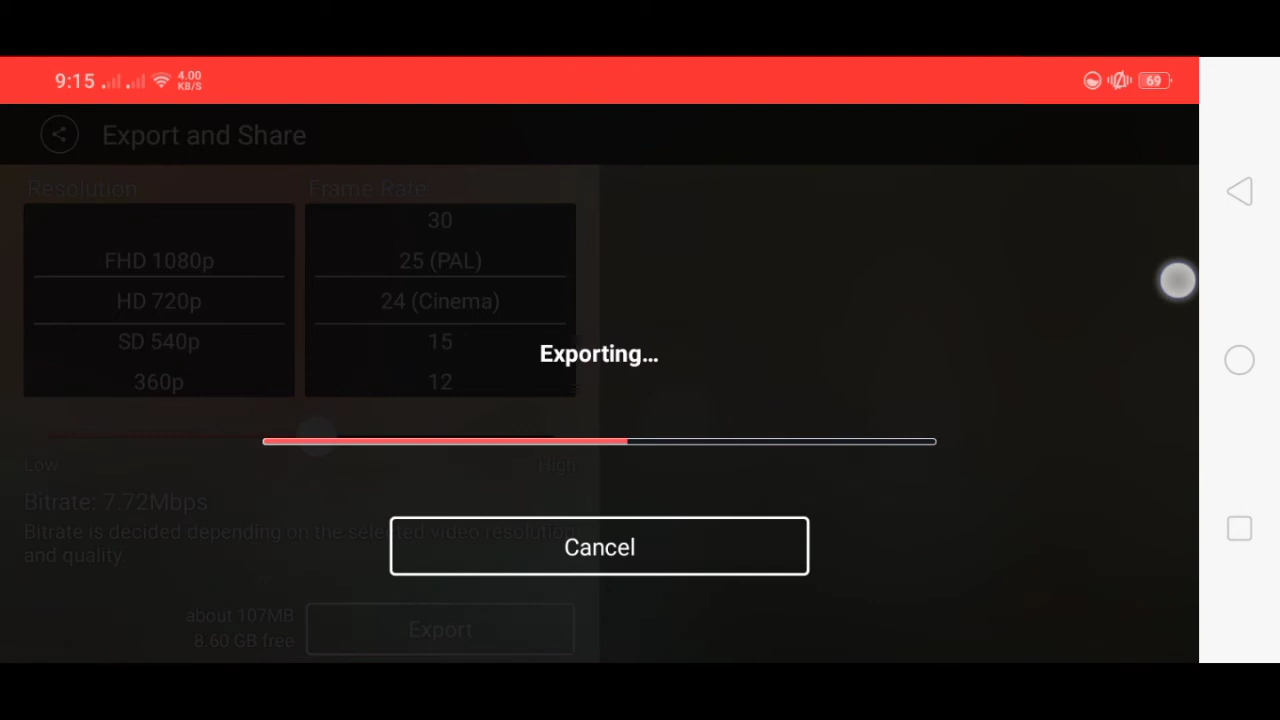 9:15
4.00
KB/S
69
Export and Share
Resolution
Frame Rate
30
FHD 1080p
25 (PAL)
HD 720p
24 (Cinema)
SD 540p
15
360p
12
Exporting...
Low
High
Bitrate: 7.72Mbps
Bitrate is decided depending on the selected video resolution
and quality.
Cancel
about 107MB
8.60 GB free
Export